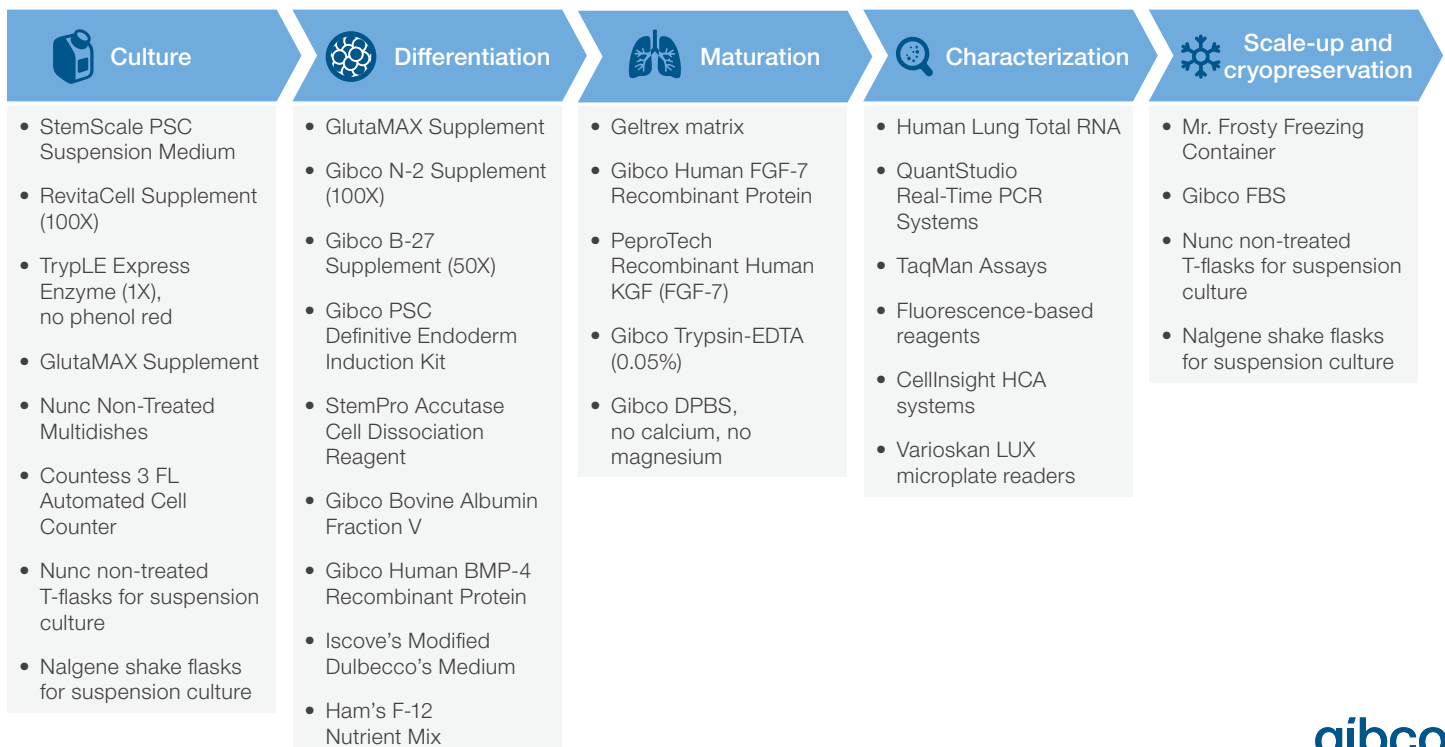 Culture
• StemScale PSC
Suspension Medium
• RevitaCell Supplement
(100X)
• TrypLE Express
Enzyme (1X),
no phenol red
• GlutaMAX Supplement
• Nunc Non-Treated
Multidishes
• Countess 3 FL
Automated Cell
Counter
• Nunc non-treated
T-flasks for suspension
culture
• Nalgene shake flasks
for suspension culture
Differentiation
• GlutaMAX Supplement
• Gibco N-2 Supplement
(100X)
• Gibco B-27
Supplement (50X)
• Gibco PSC
Definitive Endoderm
Induction Kit
• StemPro Accutase
Cell Dissociation
Reagent
• Gibco Bovine Albumin
Fraction V
• Gibco Human BMP-4
Recombinant Protein
• Iscove’s Modified
Dulbecco’s Medium
• Ham’s F-12
Nutrient Mix
Maturation
• Geltrex matrix
• Gibco Human FGF-7
Recombinant Protein
• PeproTech
Recombinant Human
KGF (FGF-7)
• Gibco Trypsin-EDTA
(0.05%)
• Gibco DPBS,
no calcium, no
magnesium
Characterization
• Human Lung Total RNA
• QuantStudio
Real-Time PCR
Systems
• TaqMan Assays
• Fluorescence-based
reagents
• CellInsight HCA
systems
• Varioskan LUX
microplate readers
Scale-up and
cryopreservation
• Mr. Frosty Freezing
Container
• Gibco FBS
• Nunc non-treated
T-flasks for suspension
culture
• Nalgene shake flasks
for suspension culture
gibco